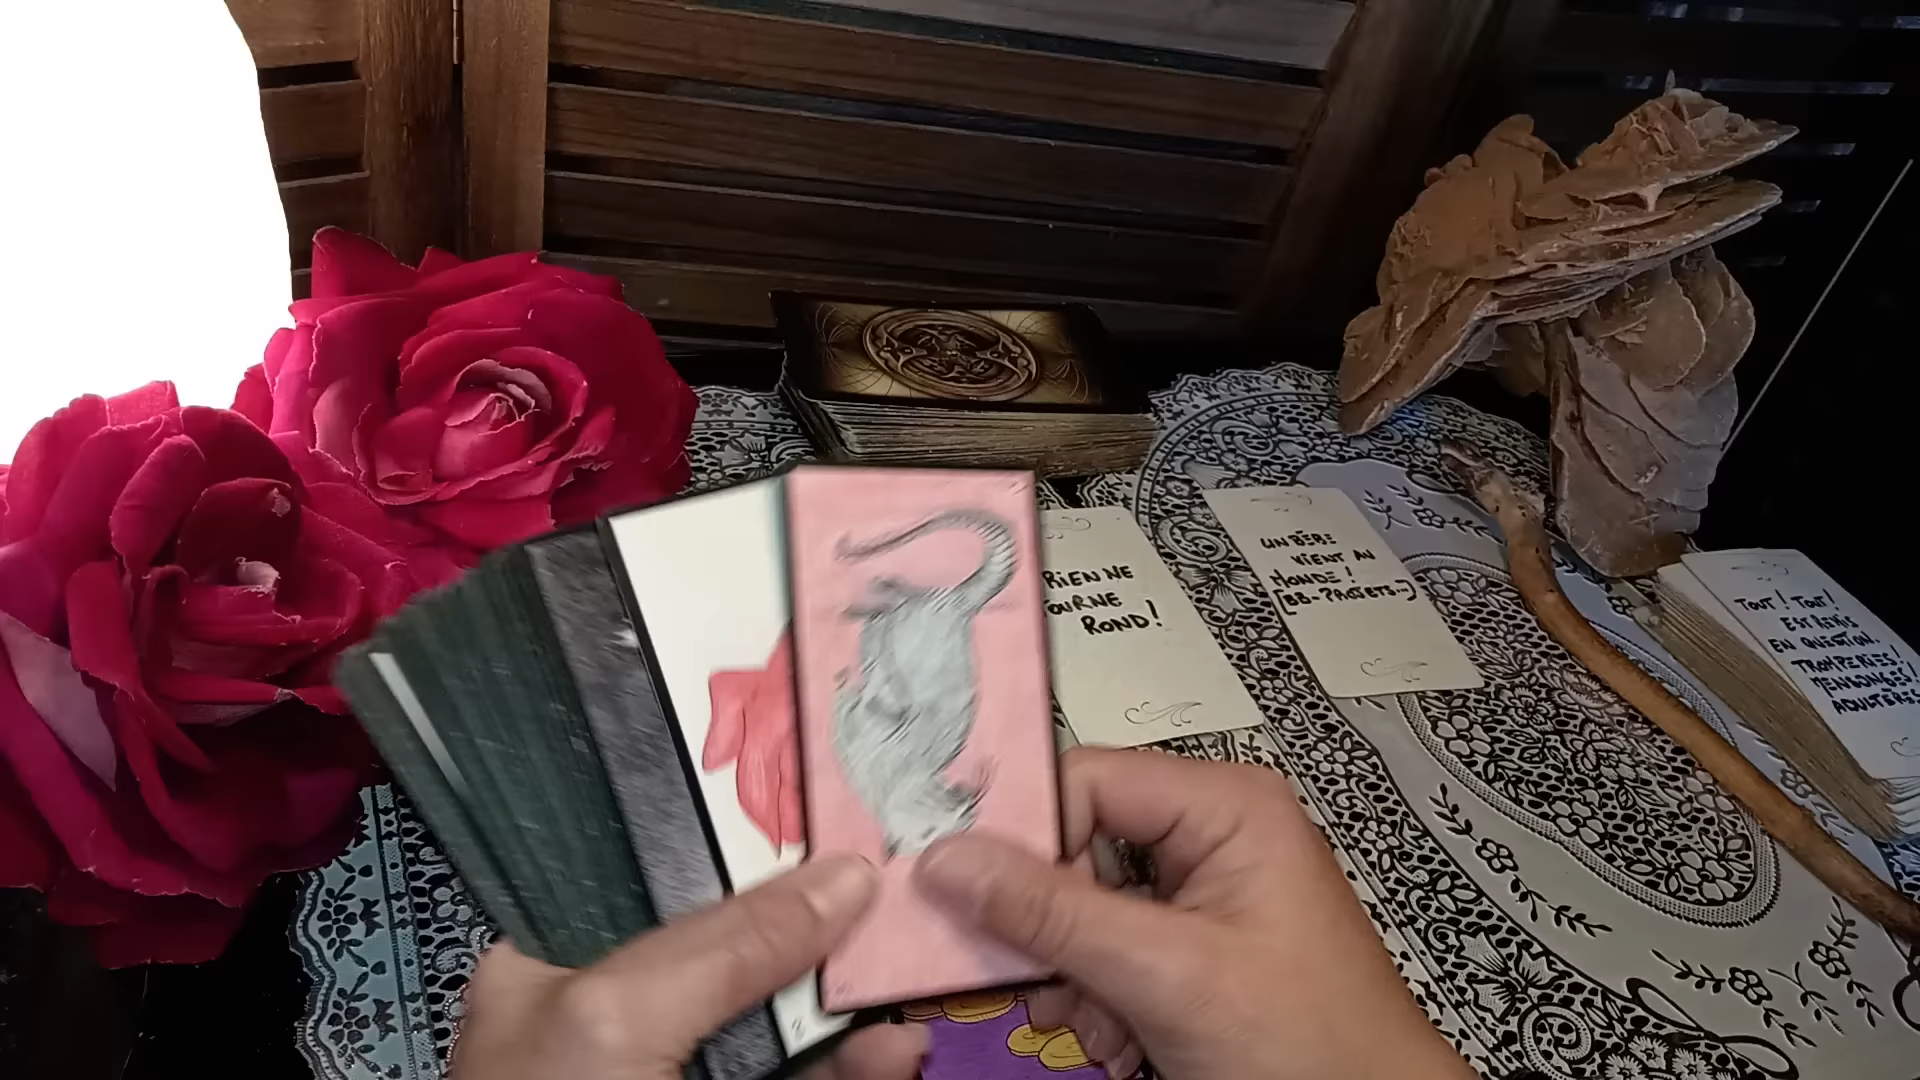 RIEN NE
TOURNE
ROND!
UN BÉBÉ
VIENT AU
MONDE!
(BB-PROJETS...)
TOUT! TOUT!
EST REMIS
EN QUESTION.
TROMPERIES!
MENSONGES!
ADULTÈRES